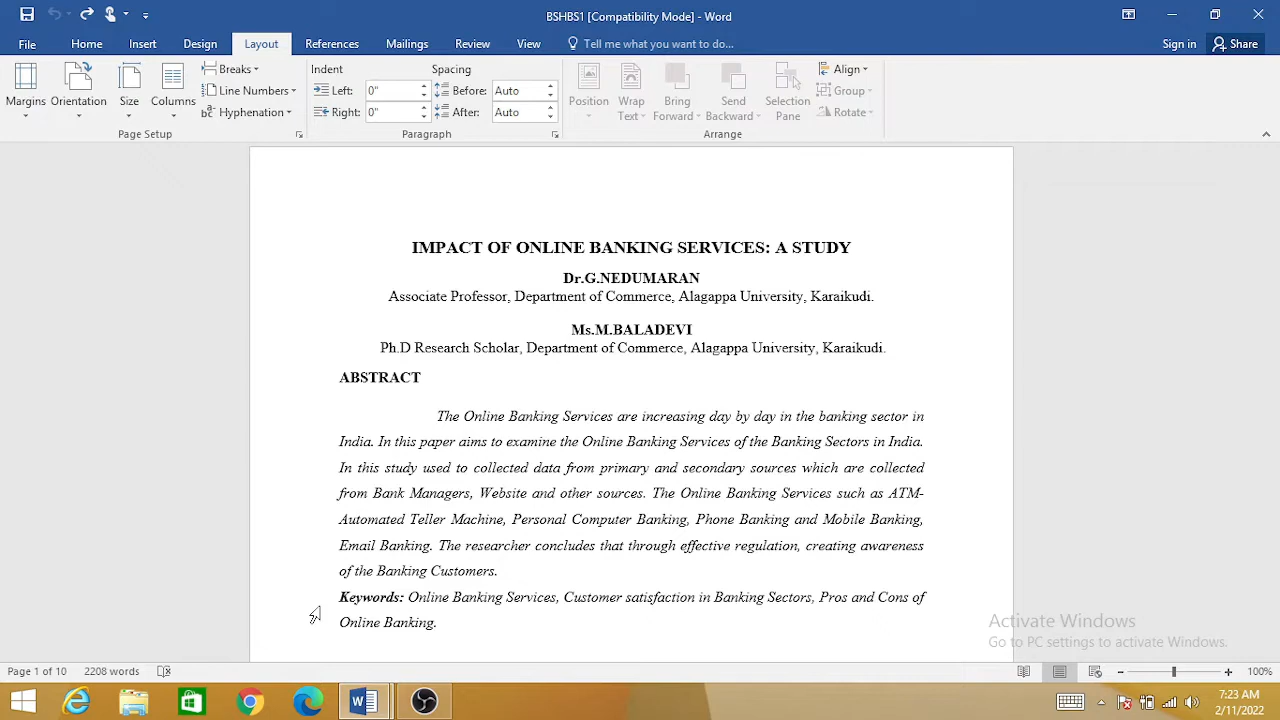 BSHBS1 [Compatibility Mode] - Word
File Home Insert Design Layout References Mailings Review View Tell me what you want to do... Sign in Share
Margins Orientation Size Columns
Breaks
Line Numbers
Hyphenation
Page Setup
Indent
Left: 0"
Right: 0"
Spacing
Before: Auto
After: Auto
Paragraph
Position Wrap Text Bring Forward Send Backward Selection Pane
Align
Group
Rotate
Arrange
IMPACT OF ONLINE BANKING SERVICES: A STUDY
Dr.G.NEDUMARAN
Associate Professor, Department of Commerce, Alagappa University, Karaikudi.
Ms.M.BALADEVI
Ph.D Research Scholar, Department of Commerce, Alagappa University, Karaikudi.
ABSTRACT
The Online Banking Services are increasing day by day in the banking sector in
India. In this paper aims to examine the Online Banking Services of the Banking Sectors in India.
In this study used to collected data from primary and secondary sources which are collected
from Bank Managers, Website and other sources. The Online Banking Services such as ATM-
Automated Teller Machine, Personal Computer Banking, Phone Banking and Mobile Banking,
Email Banking. The researcher concludes that through effective regulation, creating awareness
of the Banking Customers.
Keywords: Online Banking Services, Customer satisfaction in Banking Sectors, Pros and Cons of
Online Banking.
Activate Windows
Go to PC settings to activate Windows.
Page 1 of 10 2208 words 100%
7:23 AM
2/11/2022